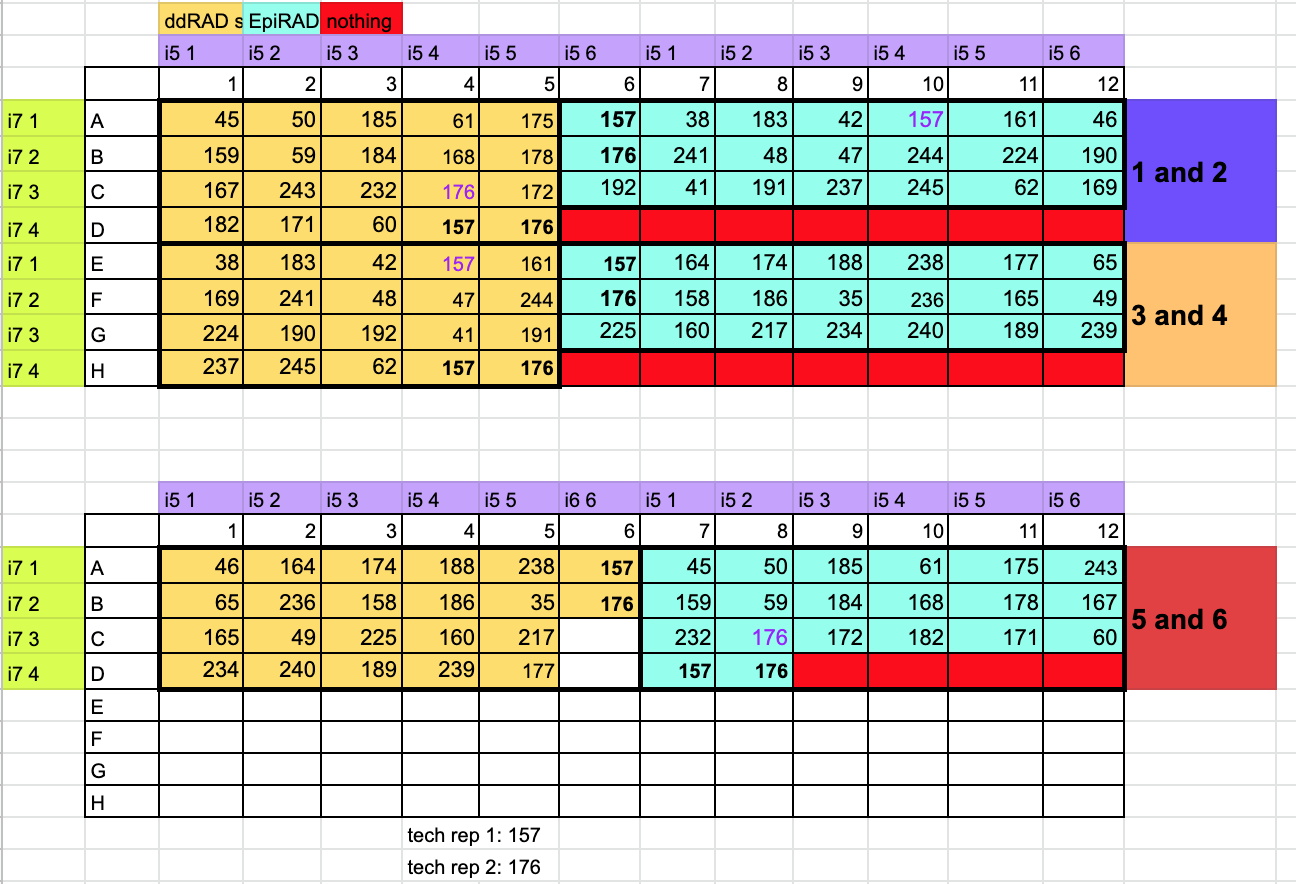 ddRAD s EpiRAD nothing
i5 1 i5 2 i5 3 i5 4 i5 5 i5 6 i5 1 i5 2 i5 3 i5 4 i5 5 i5 6
1 2 3 4 5 6 7 8 9 10 11 12
i7 1 A 45 50 185 61 175 157 38 183 42 157 161 46
i7 2 B 159 59 184 168 178 176 241 48 47 244 224 190
1 and 2
i7 3 C 167 243 232 176 172 192 41 191 237 245 62 169
i7 4 D 182 171 60 157 176
i7 1 E 38 183 42 157 161 157 164 174 188 238 177 65
i7 2 F 169 241 48 47 244 176 158 186 35 236 165 49
3 and 4
i7 3 G 224 190 192 41 191 225 160 217 234 240 189 239
i7 4 H 237 245 62 157 176
i5 1 i5 2 i5 3 i5 4 i5 5 i6 6 i5 1 i5 2 i5 3 i5 4 i5 5 i5 6
1 2 3 4 5 6 7 8 9 10 11 12
i7 1 A 46 164 174 188 238 157 45 50 185 61 175 243
i7 2 B 65 236 158 186 35 176 159 59 184 168 178 167
5 and 6
i7 3 C 165 49 225 160 217 232 176 172 182 171 60
i7 4 D 234 240 189 239 177 157 176
E
F
G
H
tech rep 1: 157
tech rep 2: 176